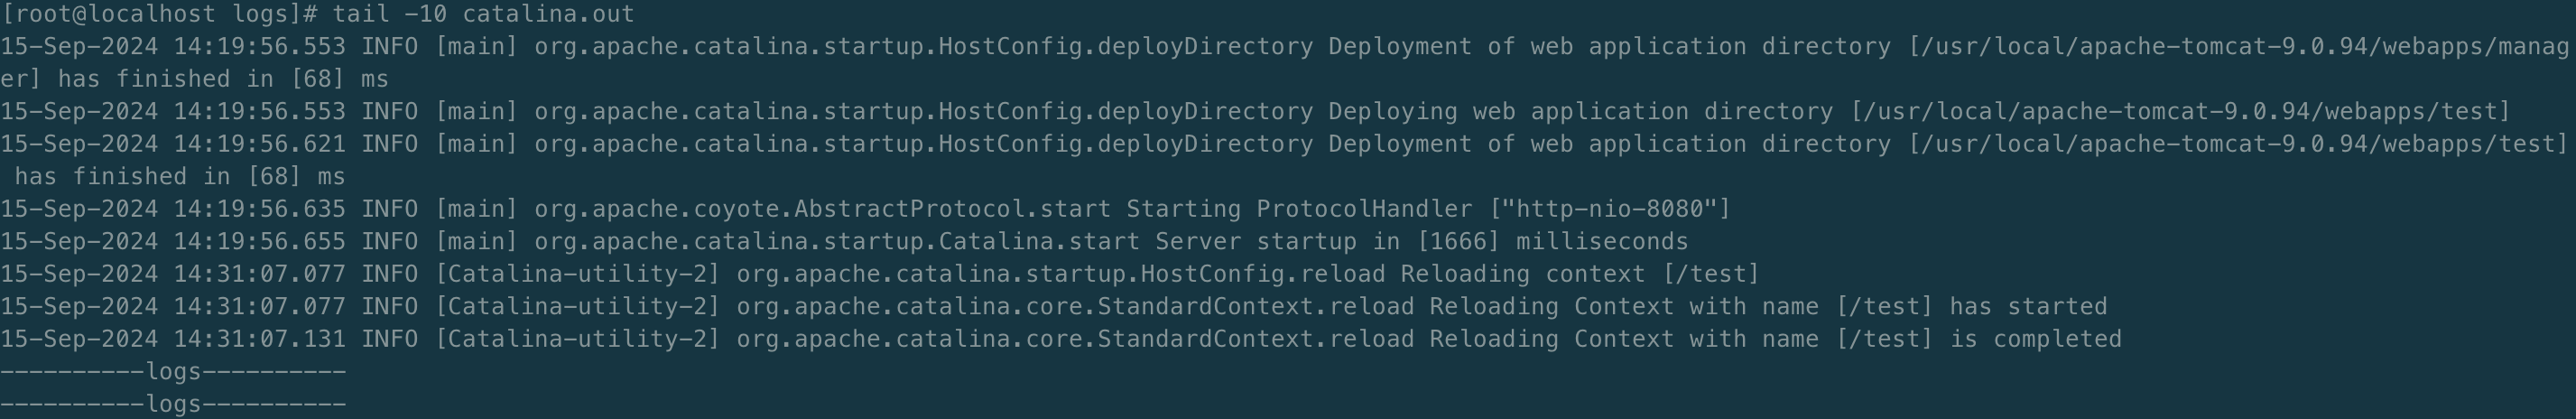 [root@localhost logs]# tail -10 catalina.out
15-Sep-2024 14:19:56.553 INFO [main] org.apache.catalina.startup.HostConfig.deployDirectory Deployment of web application directory [/usr/local/apache-tomcat-9.0.94/webapps/manag
er] has finished in [68] ms
15-Sep-2024 14:19:56.553 INFO [main] org.apache.catalina.startup.HostConfig.deployDirectory Deploying web application directory [/usr/local/apache-tomcat-9.0.94/webapps/test]
15-Sep-2024 14:19:56.621 INFO [main] org.apache.catalina.startup.HostConfig.deployDirectory Deployment of web application directory [/usr/local/apache-tomcat-9.0.94/webapps/test]
 has finished in [68] ms
15-Sep-2024 14:19:56.635 INFO [main] org.apache.coyote.AbstractProtocol.start Starting ProtocolHandler ["http-nio-8080"]
15-Sep-2024 14:19:56.655 INFO [main] org.apache.catalina.startup.Catalina.start Server startup in [1666] milliseconds
15-Sep-2024 14:31:07.077 INFO [Catalina-utility-2] org.apache.catalina.startup.HostConfig.reload Reloading context [/test]
15-Sep-2024 14:31:07.077 INFO [Catalina-utility-2] org.apache.catalina.core.StandardContext.reload Reloading Context with name [/test] has started
15-Sep-2024 14:31:07.131 INFO [Catalina-utility-2] org.apache.catalina.core.StandardContext.reload Reloading Context with name [/test] is completed
----------logs----------
----------logs----------